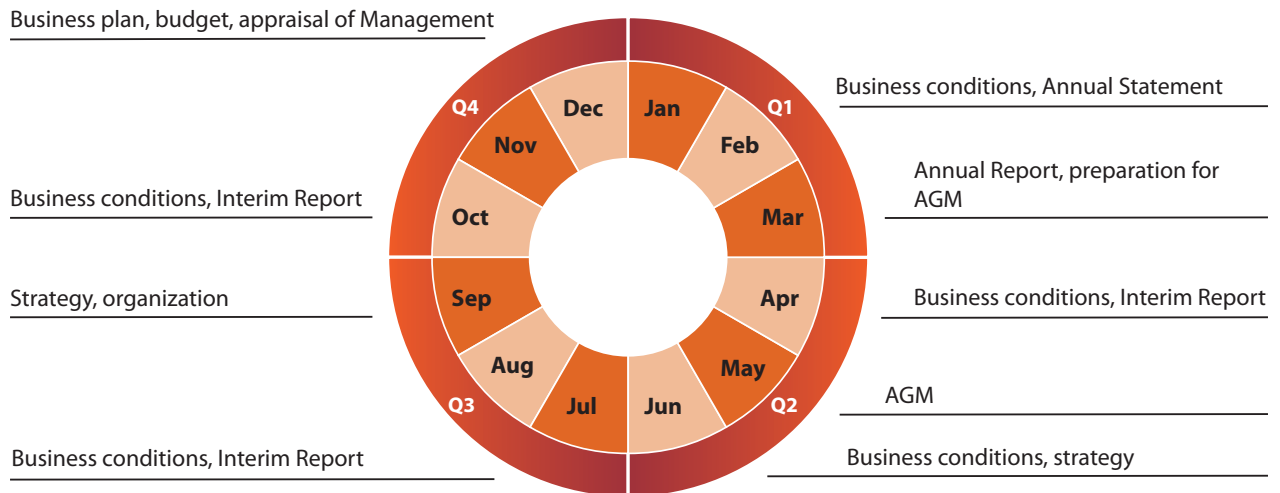 Business plan, budget, appraisal of Management
Business conditions, Annual Statement
Annual Report, preparation for
AGM
Business conditions, Interim Report
AGM
Business conditions, strategy
Business conditions, Interim Report
Strategy, organization
Business conditions, Interim Report
Q1
Q2
Q3
Q4
Jan
Feb
Mar
Apr
May
Jun
Jul
Aug
Sep
Oct
Nov
Dec